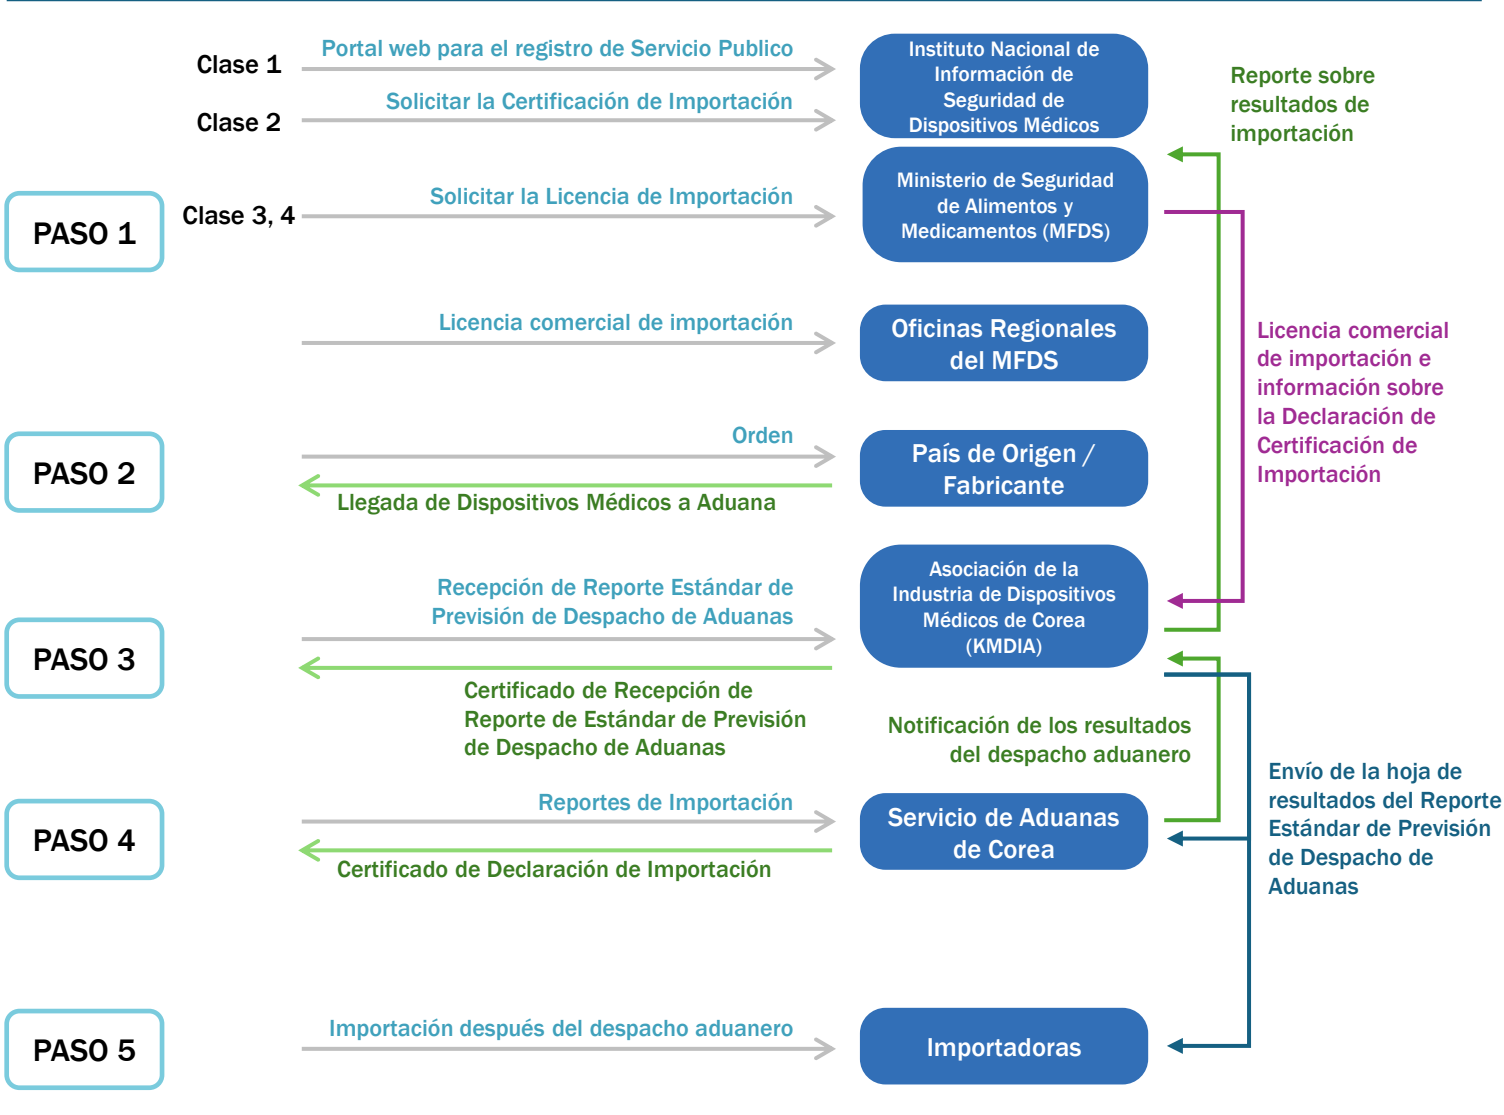 Clase 1
Portal web para el registro de Servicio Publico
Instituto Nacional de
Información de
Seguridad de
Dispositivos Médicos
Clase 2
Solicitar la Certificación de Importación
Reporte sobre
resultados de
importación
PASO 1
Clase 3, 4
Solicitar la Licencia de Importación
Ministerio de Seguridad
de Alimentos y
Medicamentos (MFDS)
Licencia comercial de importación
Oficinas Regionales
del MFDS
Licencia comercial
de importación e
información sobre
la Declaración de
Certificación de
Importación
PASO 2
Orden
Llegada de Dispositivos Médicos a Aduana
País de Origen /
Fabricante
PASO 3
Recepción de Reporte Estándar de
Previsión de Despacho de Aduanas
Asociación de la
Industria de Dispositivos
Médicos de Corea
(KMDIA)
Certificado de Recepción de
Reporte de Estándar de Previsión
de Despacho de Aduanas
Notificación de los resultados
del despacho aduanero
PASO 4
Reportes de Importación
Certificado de Declaración de Importación
Servicio de Aduanas
de Corea
Envío de la hoja de
resultados del Reporte
Estándar de Previsión
de Despacho de
Aduanas
PASO 5
Importación después del despacho aduanero
Importadoras